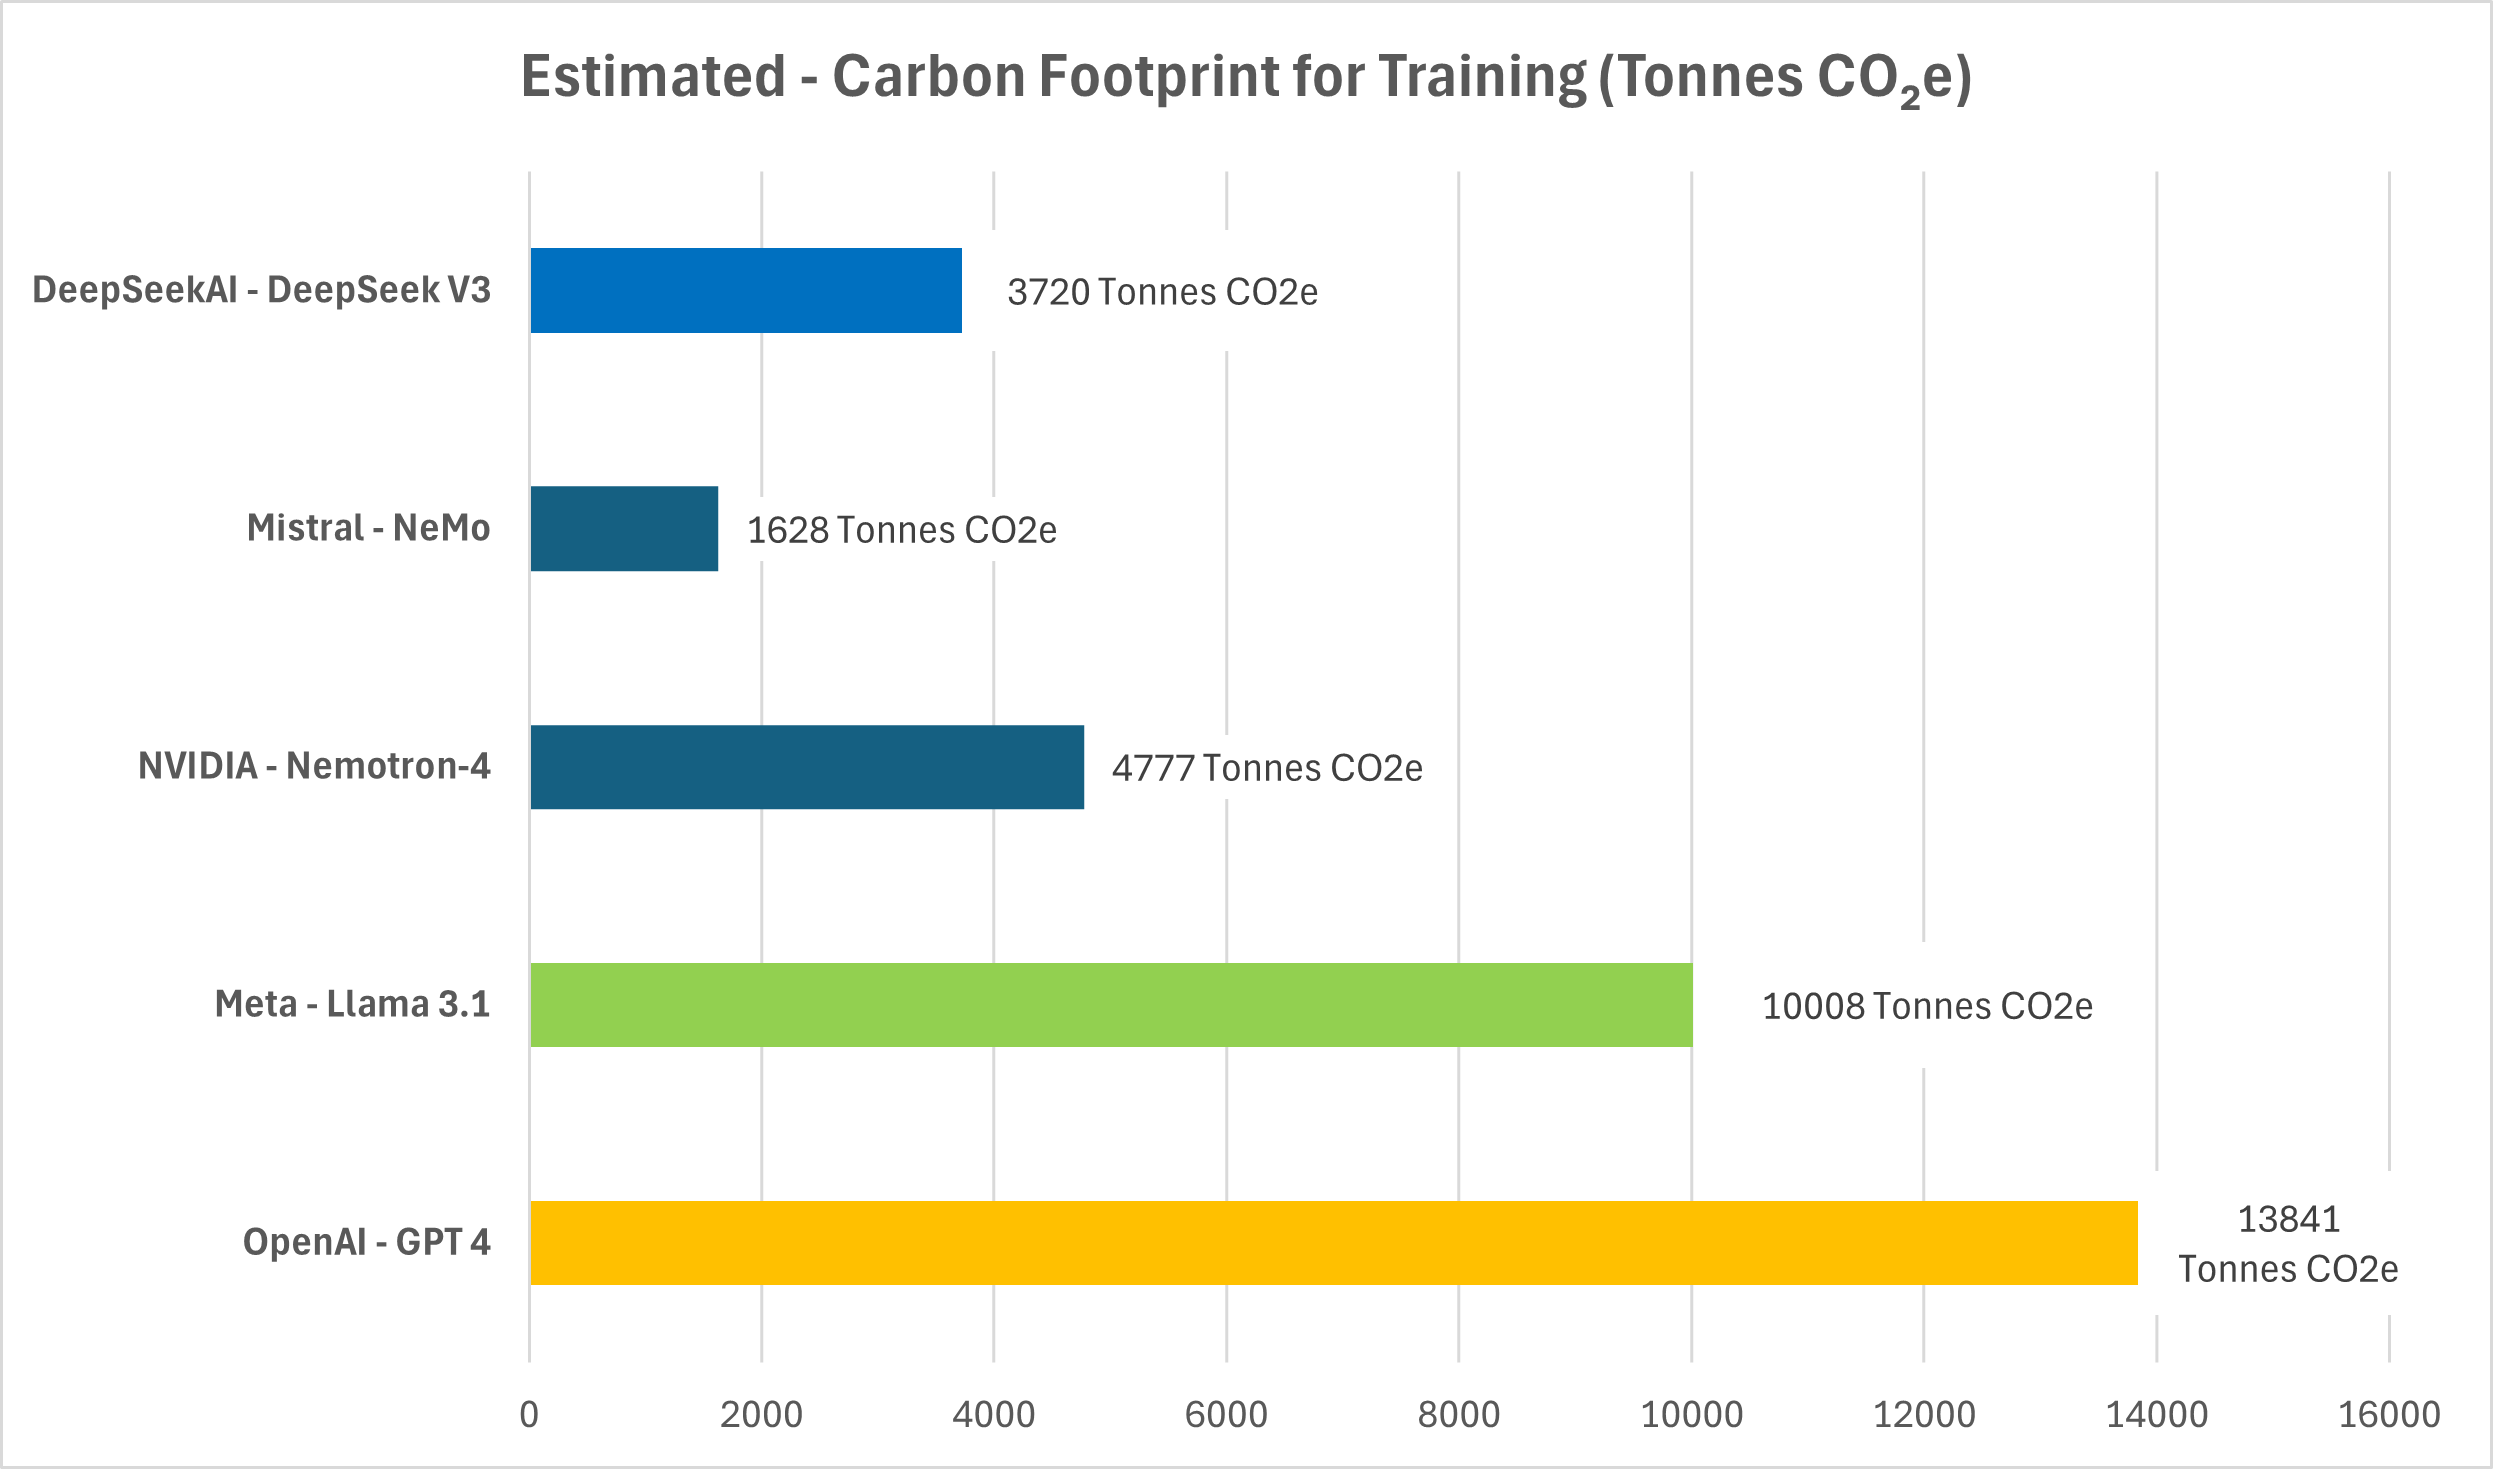 Estimated - Carbon Footprint for Training (Tonnes CO₂e)
DeepSeekAI - DeepSeek V3
3720 Tonnes CO2e
Mistral - NeMo
1628 Tonnes CO2e
NVIDIA - Nemotron-4
4777 Tonnes CO2e
Meta - Llama 3.1
10008 Tonnes CO2e
OpenAI - GPT 4
13841
Tonnes CO2e
0 2000 4000 6000 8000 10000 12000 14000 16000